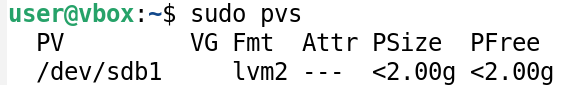 user@vbox:~$ sudo pvs
  PV         VG Fmt  Attr PSize  PFree
  /dev/sdb1     lvm2 ---  <2.00g <2.00g